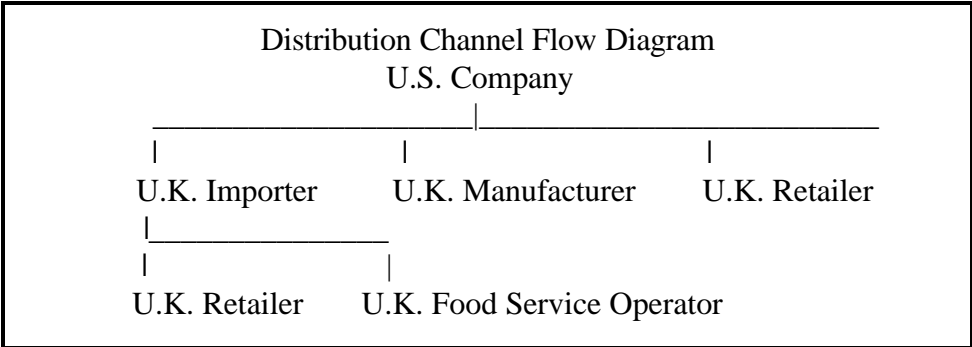 Distribution Channel Flow Diagram
U.S. Company
U.K. Importer U.K. Manufacturer U.K. Retailer
U.K. Retailer U.K. Food Service Operator